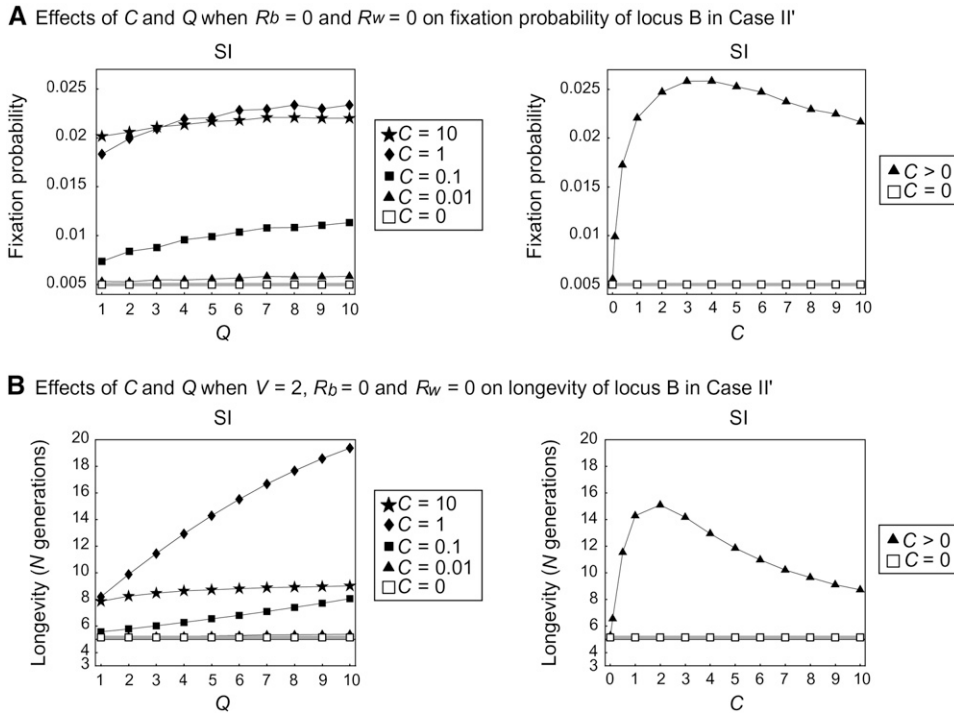 A Effects of C and Q when Rb = 0 and Rw = 0 on fixation probability of locus B in Case II'
SI
Fixation probability
0.025
0.02
0.015
0.01
0.005
1 2 3 4 5 6 7 8 9 10
Q
C = 10
C = 1
C = 0.1
C = 0.01
C = 0
SI
Fixation probability
0.025
0.02
0.015
0.01
0.005
0 1 2 3 4 5 6 7 8 9 10
C
C > 0
C = 0
B Effects of C and Q when V = 2, Rb = 0 and Rw = 0 on longevity of locus B in Case II'
SI
Longevity (N generations)
20
18
16
14
12
10
8
6
4
3
1 2 3 4 5 6 7 8 9 10
Q
C = 10
C = 1
C = 0.1
C = 0.01
C = 0
SI
Longevity (N generations)
20
18
16
14
12
10
8
6
4
3
0 1 2 3 4 5 6 7 8 9 10
C
C > 0
C = 0